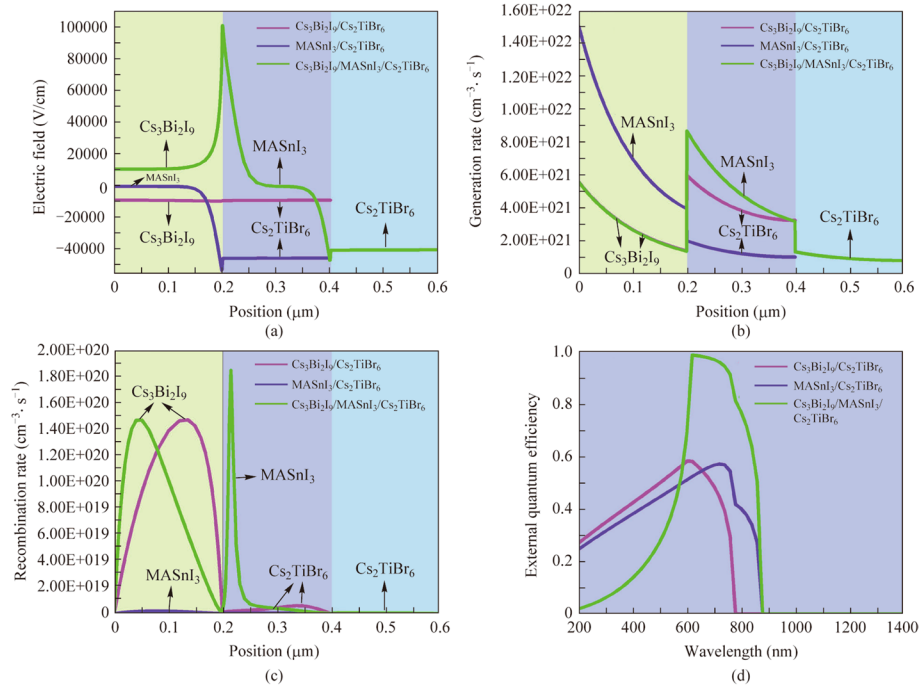 Cs₃Bi₂I₉/Cs₂TiBr₆
MASnI₃/Cs₂TiBr₆
Cs₃Bi₂I₉/MASnI₃/Cs₂TiBr₆
100000
80000
60000
40000
20000
0
−20000
−40000
Electric field (V/cm)
Cs₃Bi₂I₉
MASnI₃
MASnI₃
Cs₃Bi₂I₉
Cs₂TiBr₆
Cs₂TiBr₆
0 0.1 0.2 0.3 0.4 0.5 0.6
Position (μm)
(a)
Cs₃Bi₂I₉/Cs₂TiBr₆
MASnI₃/Cs₂TiBr₆
Cs₃Bi₂I₉/MASnI₃/Cs₂TiBr₆
1.60E+022
1.40E+022
1.20E+022
1.00E+022
8.00E+021
6.00E+021
4.00E+021
2.00E+021
0
Generation rate (cm⁻³· s⁻¹)
MASnI₃
MASnI₃
Cs₂TiBr₆
Cs₂TiBr₆
Cs₃Bi₂I₉
0 0.1 0.2 0.3 0.4 0.5 0.6
Position (μm)
(b)
Cs₃Bi₂I₉/Cs₂TiBr₆
MASnI₃/Cs₂TiBr₆
Cs₃Bi₂I₉/MASnI₃/Cs₂TiBr₆
2.00E+020
1.80E+020
1.60E+020
1.40E+020
1.20E+020
1.00E+020
8.00E+019
6.00E+019
4.00E+019
2.00E+019
0
Recombination rate (cm⁻³· s⁻¹)
Cs₃Bi₂I₉
MASnI₃
MASnI₃
Cs₂TiBr₆
Cs₂TiBr₆
0 0.1 0.2 0.3 0.4 0.5 0.6
Position (μm)
(c)
Cs₃Bi₂I₉/Cs₂TiBr₆
MASnI₃/Cs₂TiBr₆
Cs₃Bi₂I₉/MASnI₃/
Cs₂TiBr₆
1.0
0.8
0.6
0.4
0.2
0
External quantum efficiency
200 400 600 800 1000 1200 1400
Wavelength (nm)
(d)